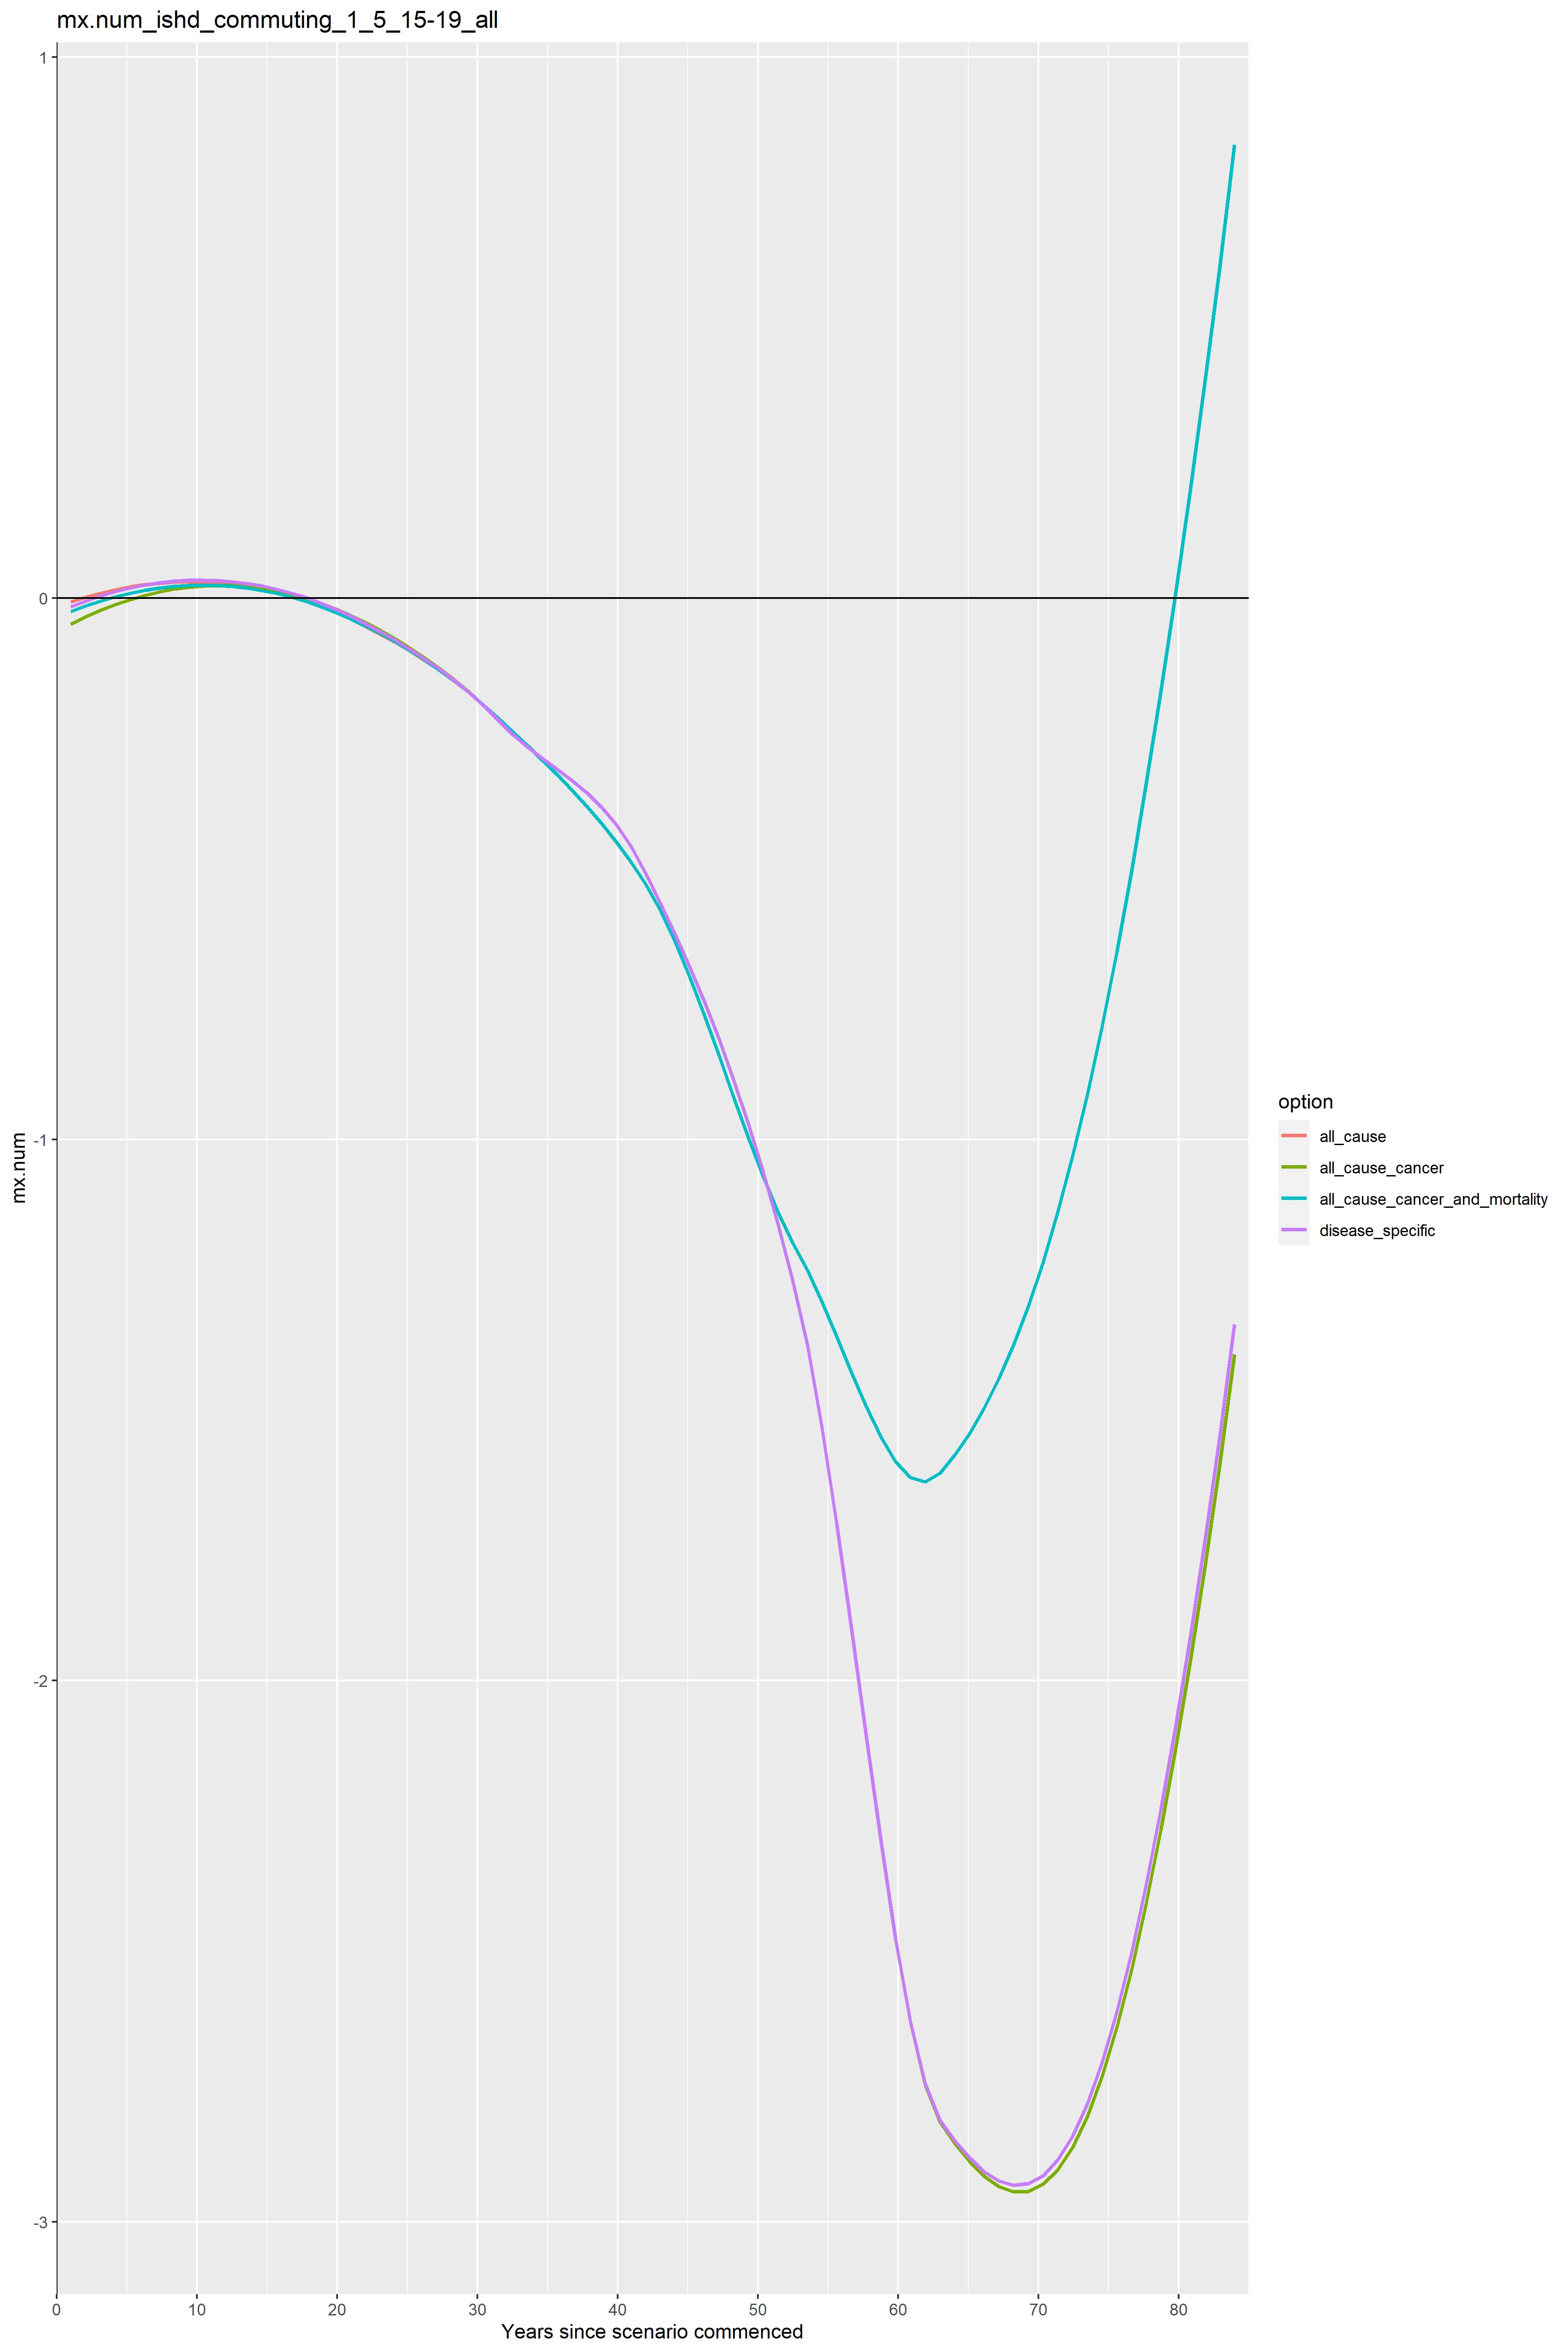 mx.num_ishd_commuting_1_5_15-19_all
1
0
-1
-2
-3
mx.num
0 10 20 30 40 50 60 70 80
Years since scenario commenced
option
all_cause
all_cause_cancer
all_cause_cancer_and_mortality
disease_specific